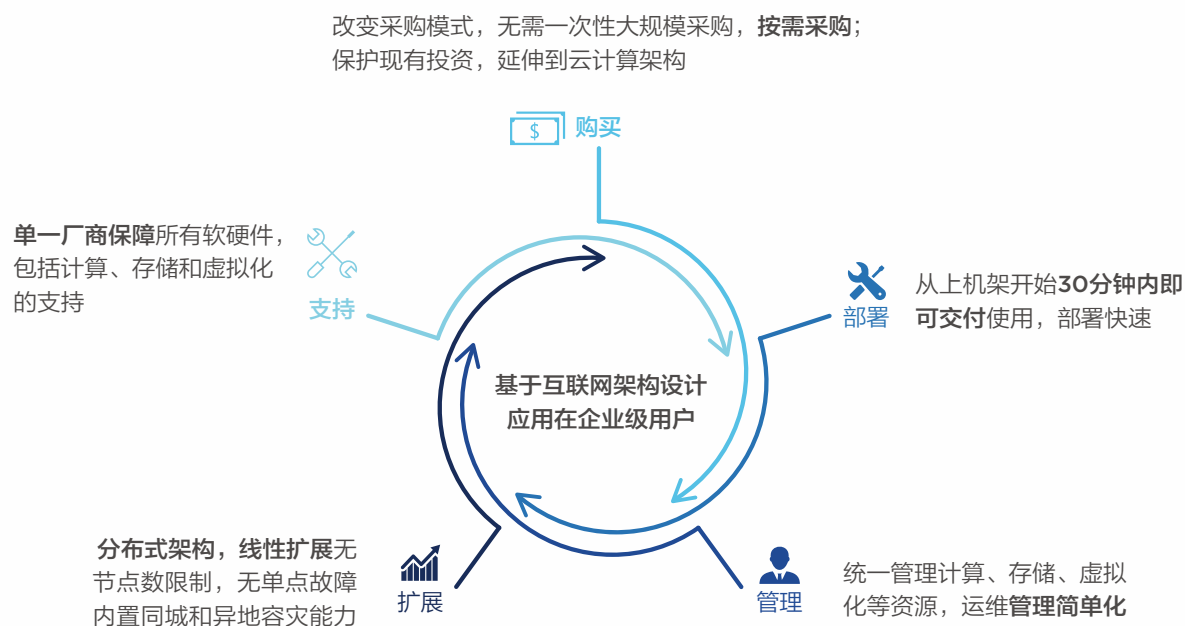 改变采购模式，无需一次性大规模采购，按需采购；
保护现有投资，延伸到云计算架构
$ 购买
单一厂商保障所有软硬件，
包括计算、存储和虚拟化
的支持
支持
部署
从上机架开始30分钟内即
可交付使用，部署快速
基于互联网架构设计
应用在企业级用户
分布式架构，线性扩展无
节点数限制，无单点故障
内置同城和异地容灾能力
扩展
管理
统一管理计算、存储、虚拟
化等资源，运维管理简单化